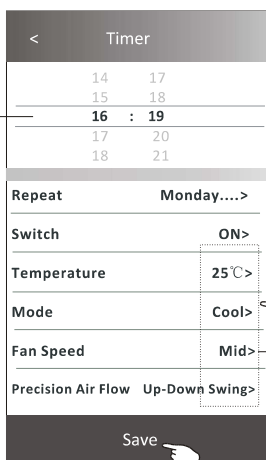 < Timer
14 17
15 18
16 : 19
17 20
18 21
Repeat Monday....>
Switch ON>
Temperature 25℃>
Mode Cool>
Fan Speed Mid>
Precision Air Flow Up-Down Swing>
Save